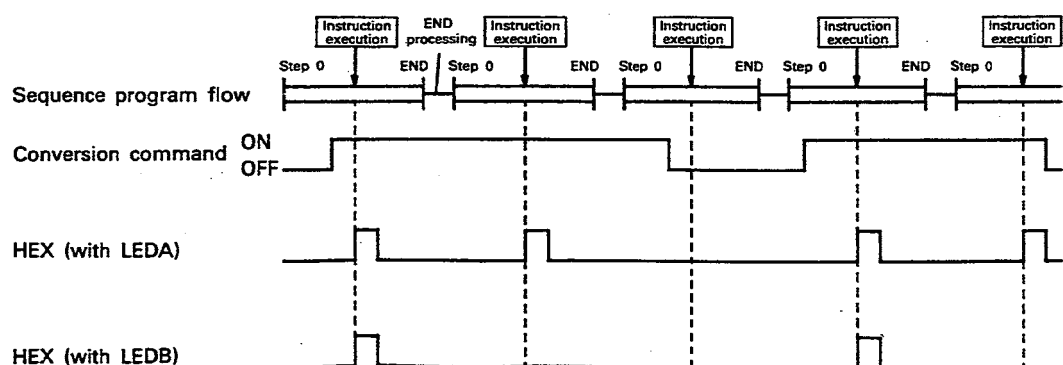 Instruction execution
END processing
Instruction execution
Instruction execution
Instruction execution
Instruction execution
Step 0
END
Step 0
END
Step 0
END
Step 0
END
Step 0
Sequence program flow
Conversion command
ON
OFF
HEX (with LEDA)
HEX (with LEDB)